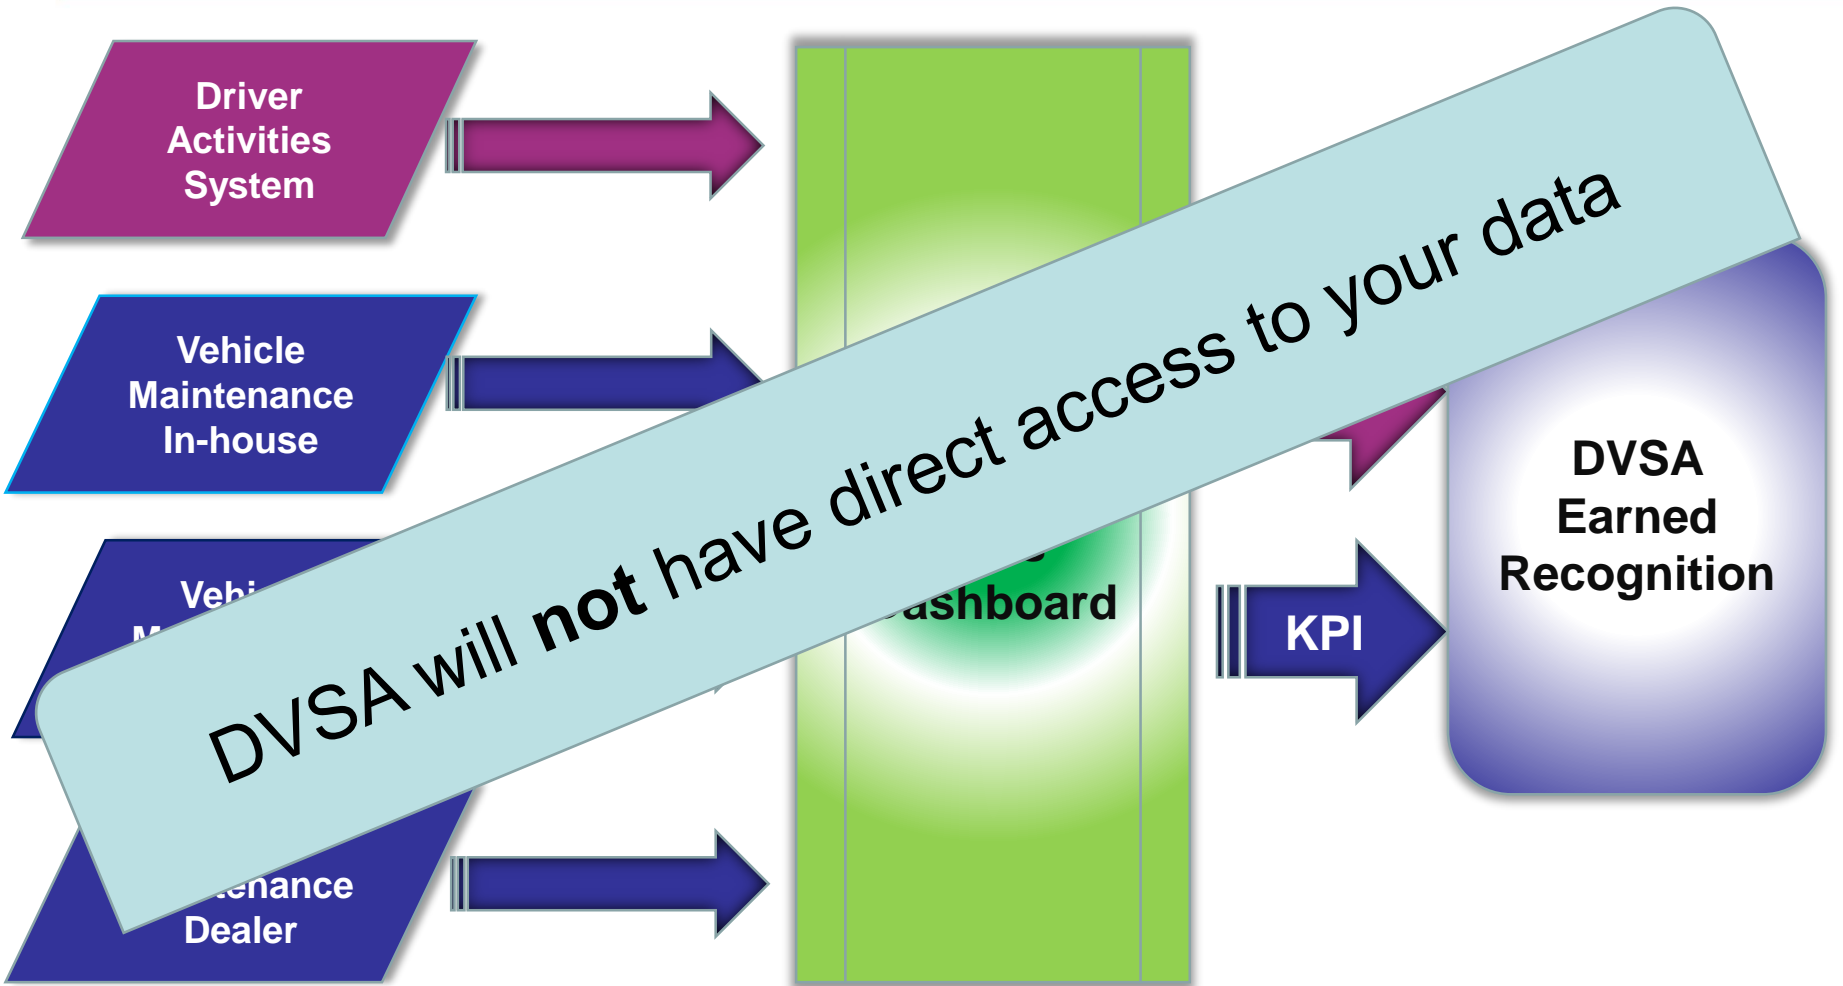 Driver
Activities
System
Vehicle
Maintenance
In-house
DVSA will not have direct access to your data
Dealer
KPI
DVSA
Earned
Recognition